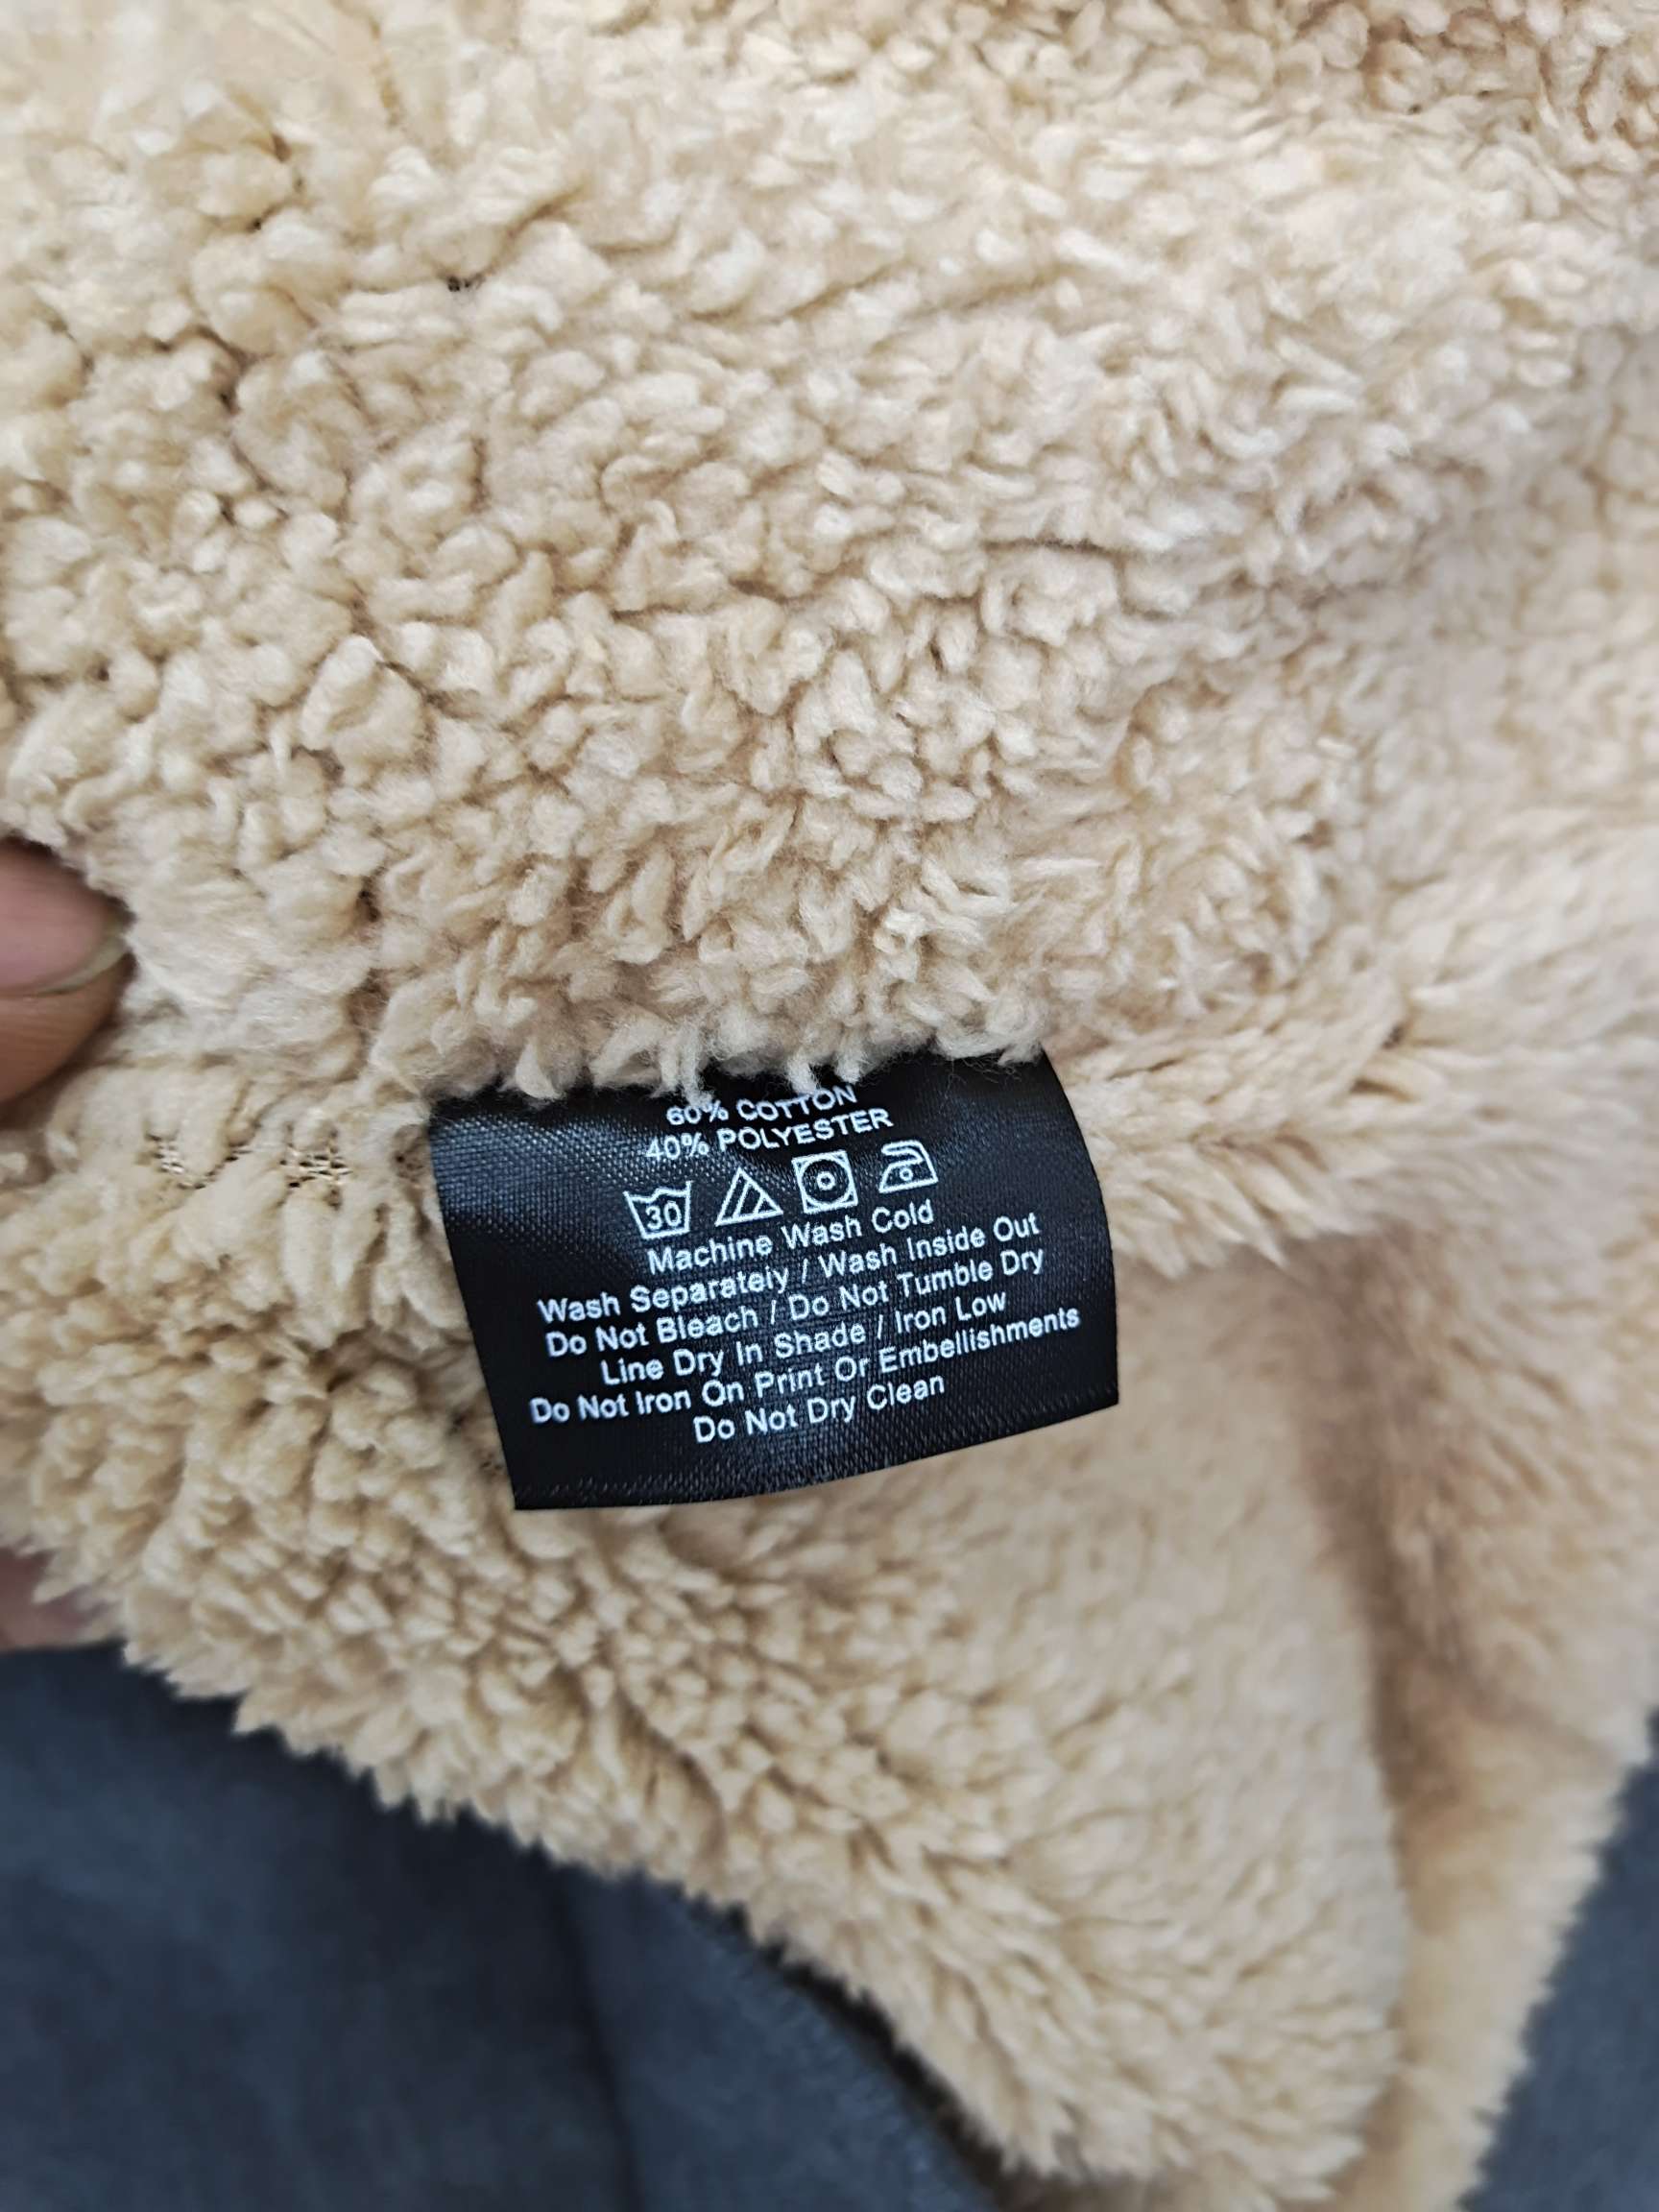 60% COTTON
40% POLYESTER
30
Machine Wash Cold
Wash Separately / Wash Inside Out
Do Not Bleach / Do Not Tumble Dry
Line Dry In Shade / Iron Low
Do Not Iron On Print Or Embellishments
Do Not Dry Clean